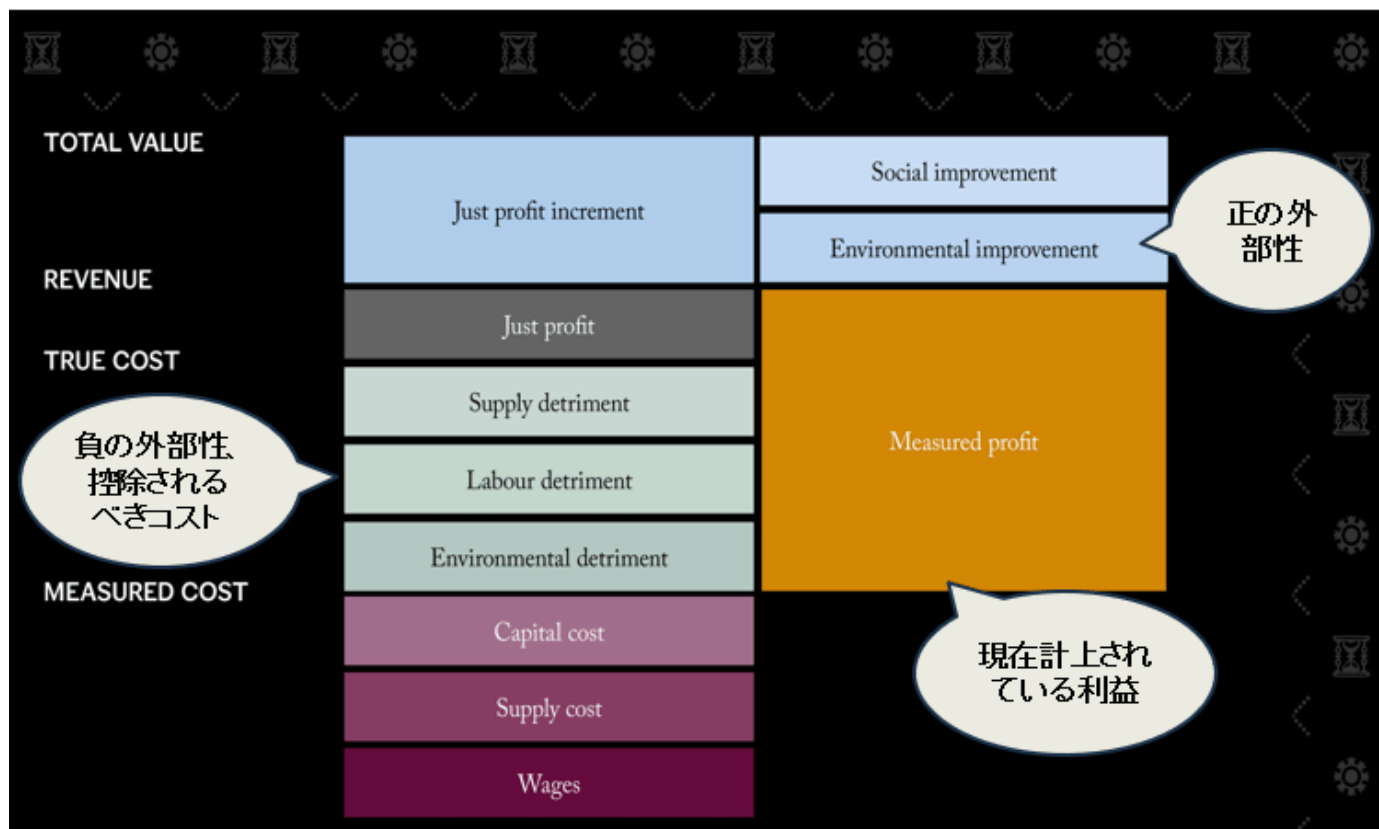 TOTAL VALUE
Social improvement
Just profit increment
正の外
部性
Environmental improvement
REVENUE
Just profit
TRUE COST
Supply detriment
負の外部性、
控除される
べきコスト
Measured profit
Labour detriment
Environmental detriment
MEASURED COST
Capital cost
現在計上され
ている利益
Supply cost
Wages